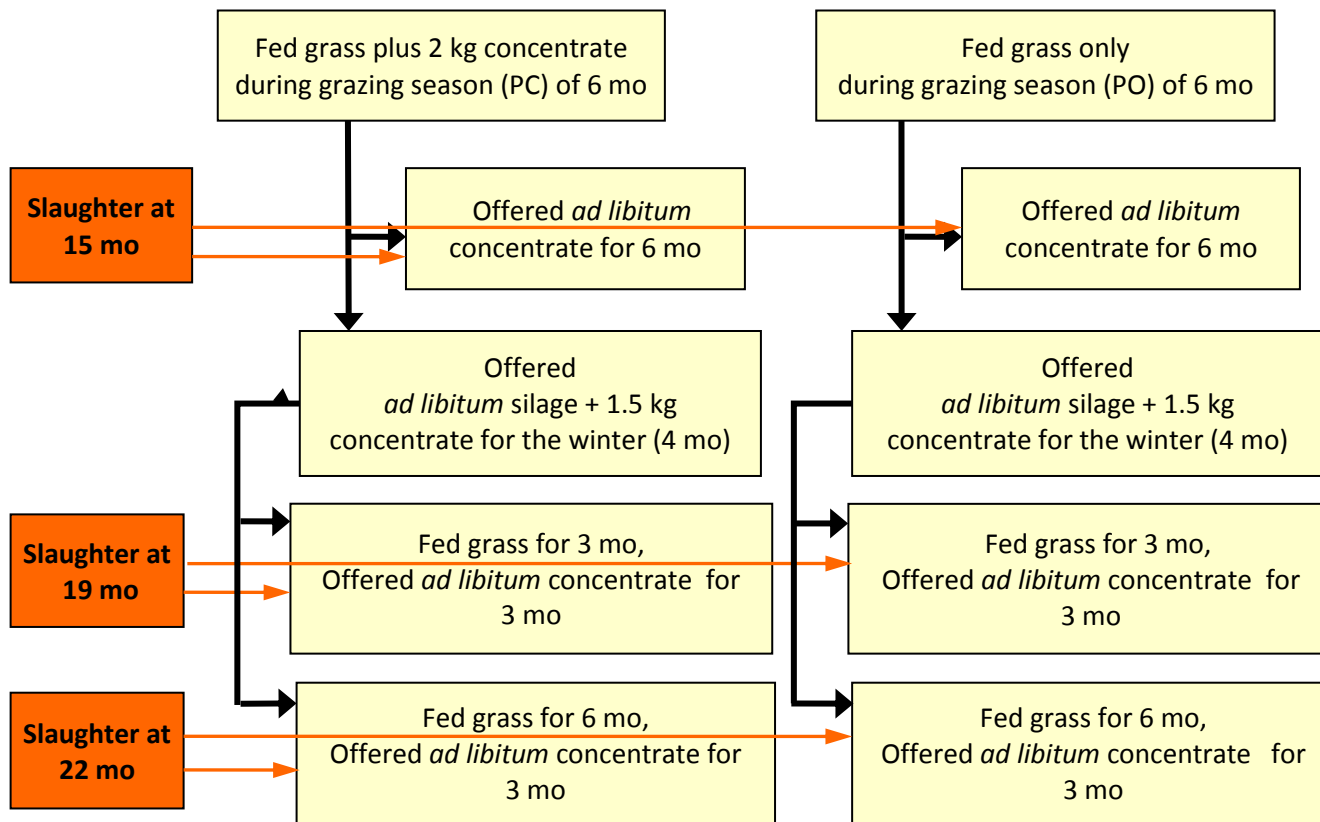 Fed grass plus 2 kg concentrate
during grazing season (PC) of 6 mo
Fed grass only
during grazing season (PO) of 6 mo
Slaughter at
15 mo
Offered ad libitum
concentrate for 6 mo
Offered ad libitum
concentrate for 6 mo
Offered
ad libitum silage + 1.5 kg
concentrate for the winter (4 mo)
Offered
ad libitum silage + 1.5 kg
concentrate for the winter (4 mo)
Slaughter at
19 mo
Fed grass for 3 mo,
Offered ad libitum concentrate for
3 mo
Fed grass for 3 mo,
Offered ad libitum concentrate for
3 mo
Slaughter at
22 mo
Fed grass for 6 mo,
Offered ad libitum concentrate for
3 mo
Fed grass for 6 mo,
Offered ad libitum concentrate for
3 mo